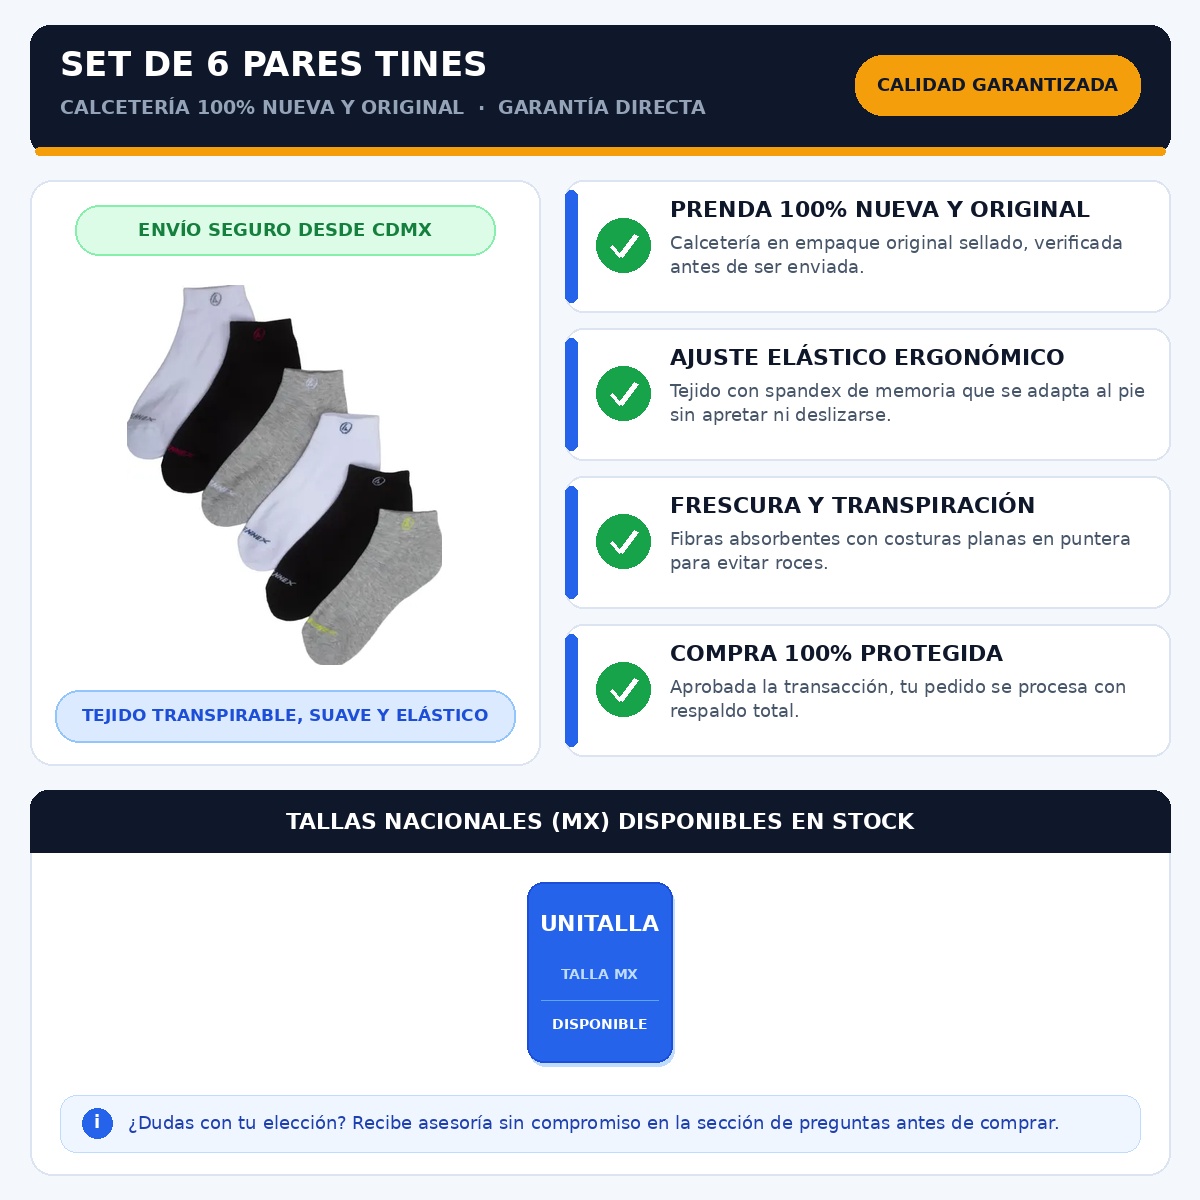 SET DE 6 PARES TINES
CALCETERÍA 100% NUEVA Y ORIGINAL · GARANTÍA DIRECTA
CALIDAD GARANTIZADA
ENVÍO SEGURO DESDE CDMX
TEJIDO TRANSPIRABLE, SUAVE Y ELÁSTICO
PRENDA 100% NUEVA Y ORIGINAL
Calcetería en empaque original sellado, verificada
antes de ser enviada.
AJUSTE ELÁSTICO ERGONÓMICO
Tejido con spandex de memoria que se adapta al pie
sin apretar ni deslizarse.
FRESCURA Y TRANSPIRACIÓN
Fibras absorbentes con costuras planas en puntera
para evitar roces.
COMPRA 100% PROTEGIDA
Aprobada la transacción, tu pedido se procesa con
respaldo total.
TALLAS NACIONALES (MX) DISPONIBLES EN STOCK
UNITALLA
TALLA MX
DISPONIBLE
i ¿Dudas con tu elección? Recibe asesoría sin compromiso en la sección de preguntas antes de comprar.